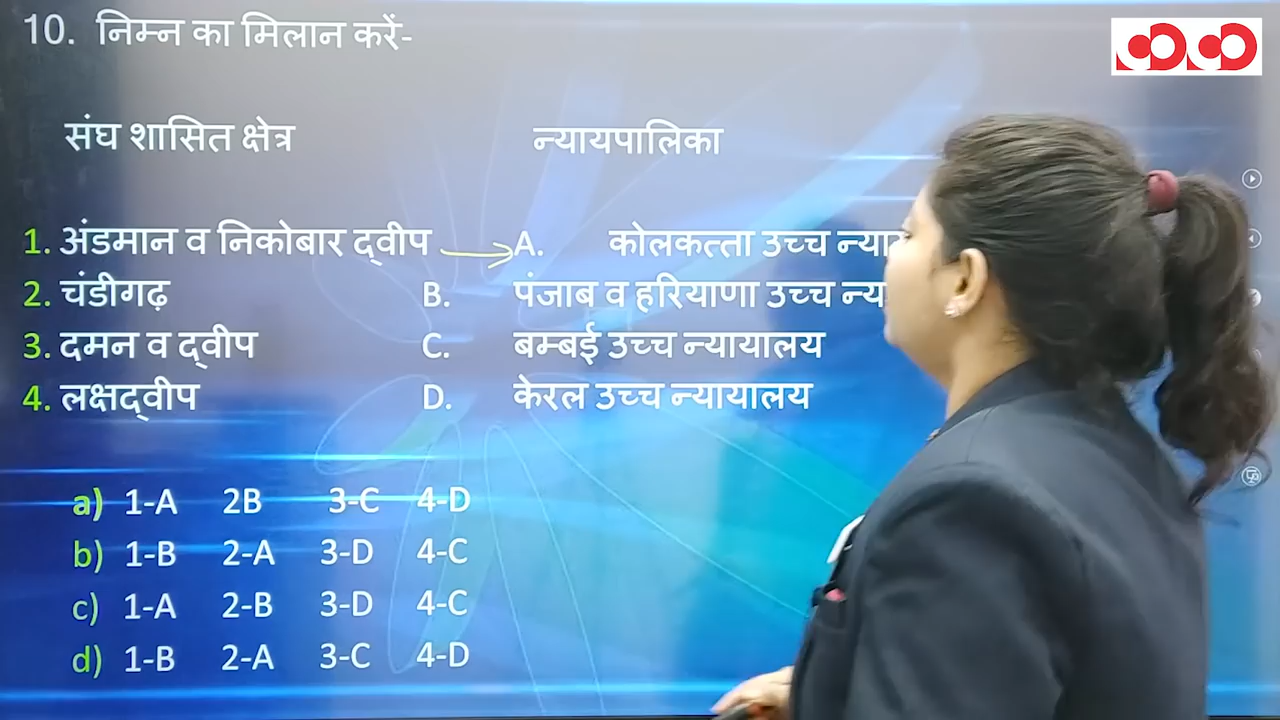 10. निम्न का मिलान करें-
संघ शासित क्षेत्र न्यायपालिका
1. अंडमान व निकोबार द्वीप A. कोलकत्ता उच्च
2. चंडीगढ़ B. पंजाब व हरियाणा उच्च
3. दमन व द्वीप C. बम्बई उच्च न्यायालय
4. लक्षद्वीप D. केरल उच्च न्यायालय
a) 1-A 2B 3-C 4-D
b) 1-B 2-A 3-D 4-C
c) 1-A 2-B 3-D 4-C
d) 1-B 2-A 3-C 4-D